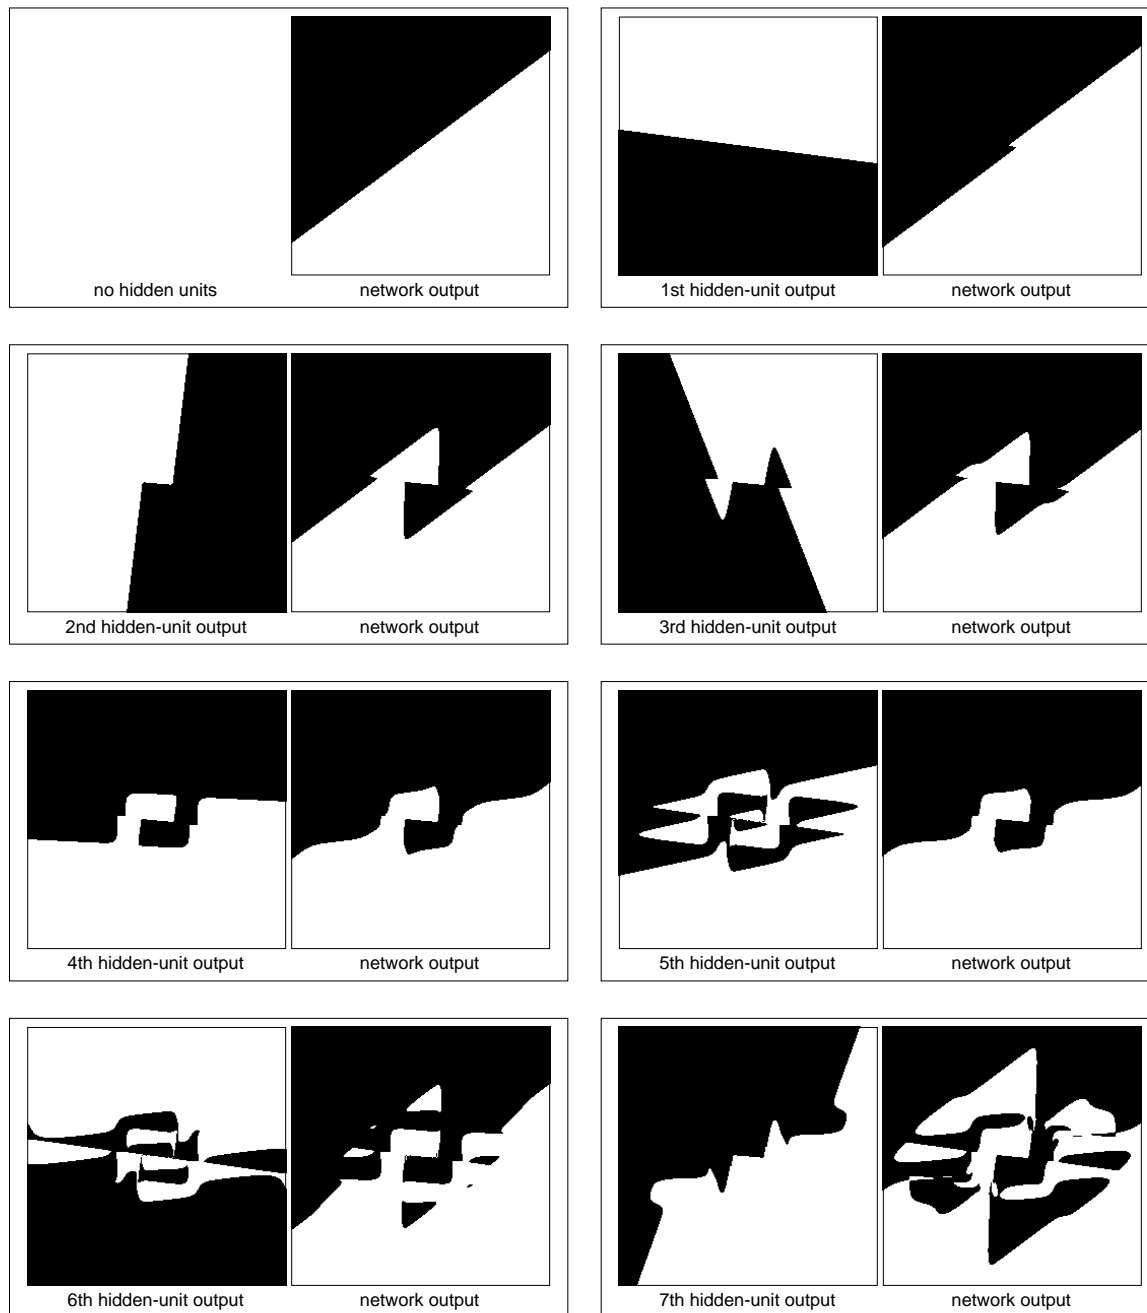 no hidden units network output
1st hidden-unit output network output
2nd hidden-unit output network output
3rd hidden-unit output network output
4th hidden-unit output network output
5th hidden-unit output network output
6th hidden-unit output network output
7th hidden-unit output network output